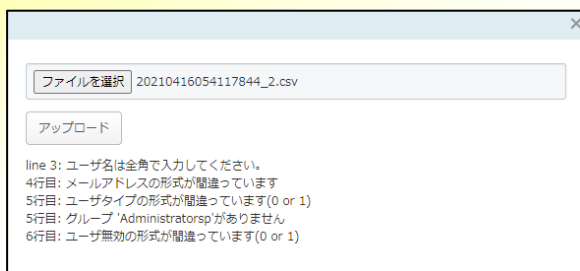 ×
ファイルを選択 20210416054117844_2.csv
アップロード
line 3: ユーザ名は全角で入力してください。
4行目: メールアドレスの形式が間違っています
5行目: ユーザタイプの形式が間違っています(0 or 1)
5行目: グループ 'Administratorsp'がありません
6行目: ユーザ無効の形式が間違っています(0 or 1)